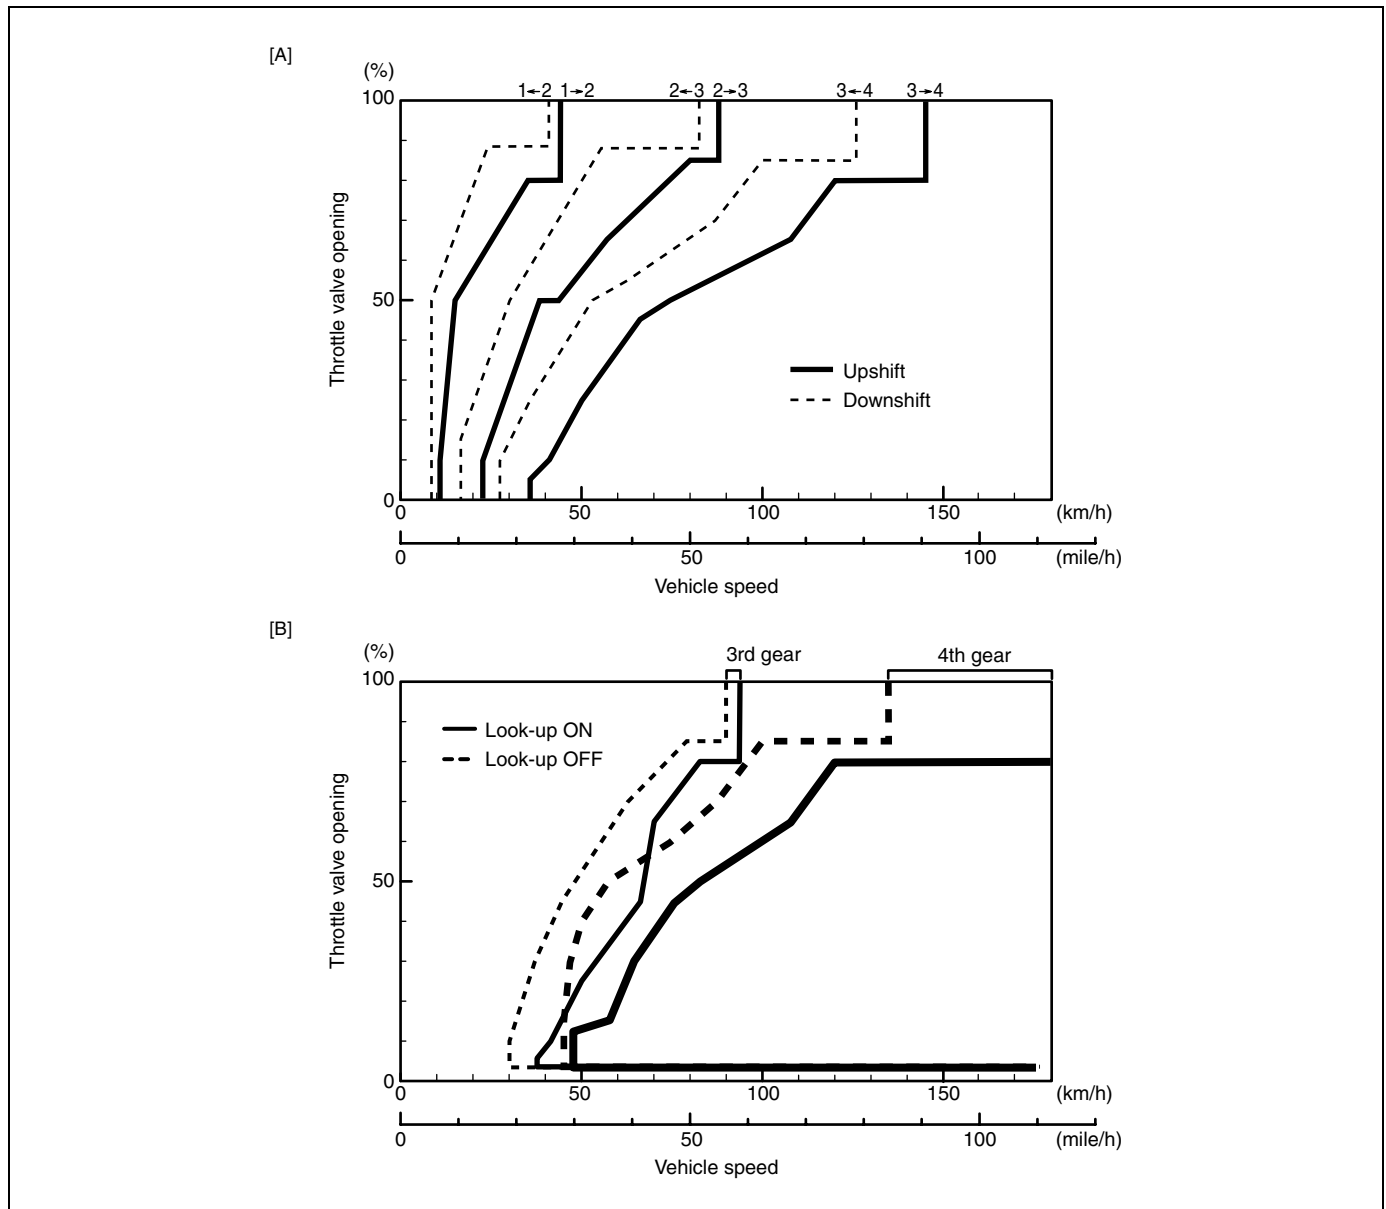 [A]
(%)
1←2 1→2 2←3 2→3 3←4 3→4
100
50
0
Throttle valve opening
Upshift
Downshift
0 50 100 150 (km/h)
0 50 100 (mile/h)
Vehicle speed
[B]
(%)
3rd gear 4th gear
100
Look-up ON
Look-up OFF
50
0
Throttle valve opening
0 50 100 150 (km/h)
0 50 100 (mile/h)
Vehicle speed